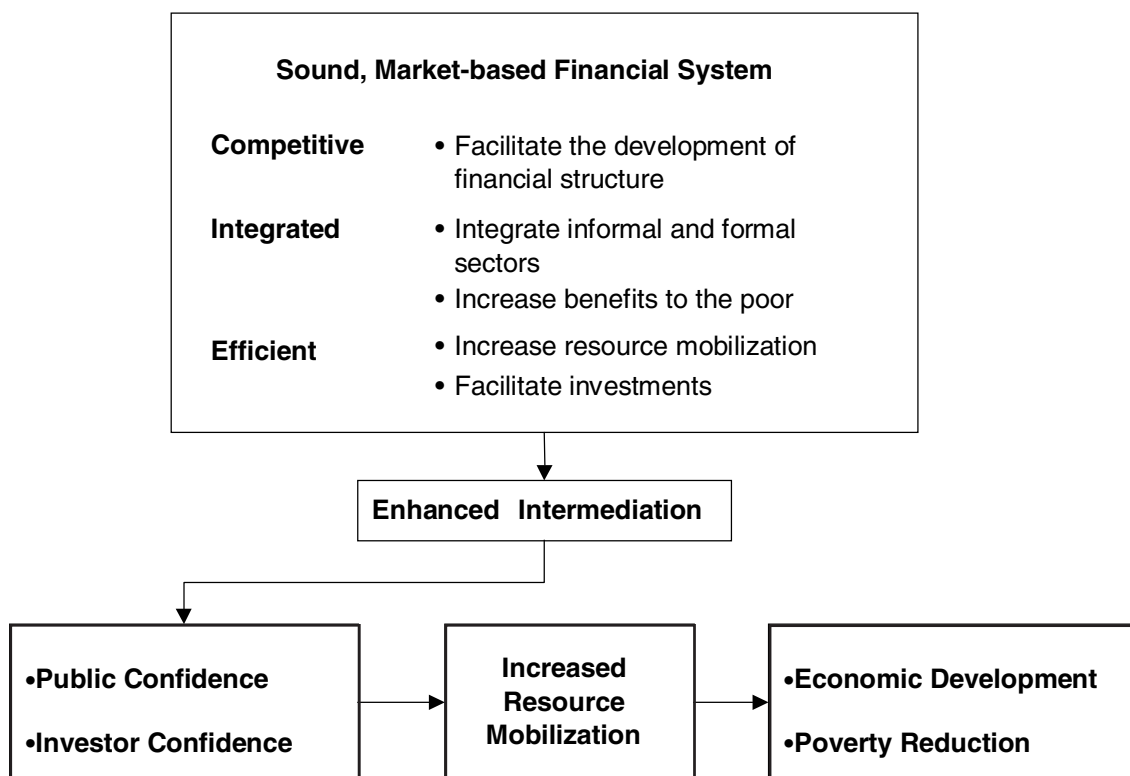 Sound, Market-based Financial System
Competitive • Facilitate the development of
financial structure
Integrated • Integrate informal and formal
sectors
• Increase benefits to the poor
Efficient • Increase resource mobilization
• Facilitate investments
Enhanced Intermediation
•Public Confidence
•Investor Confidence
Increased
Resource
Mobilization
•Economic Development
•Poverty Reduction